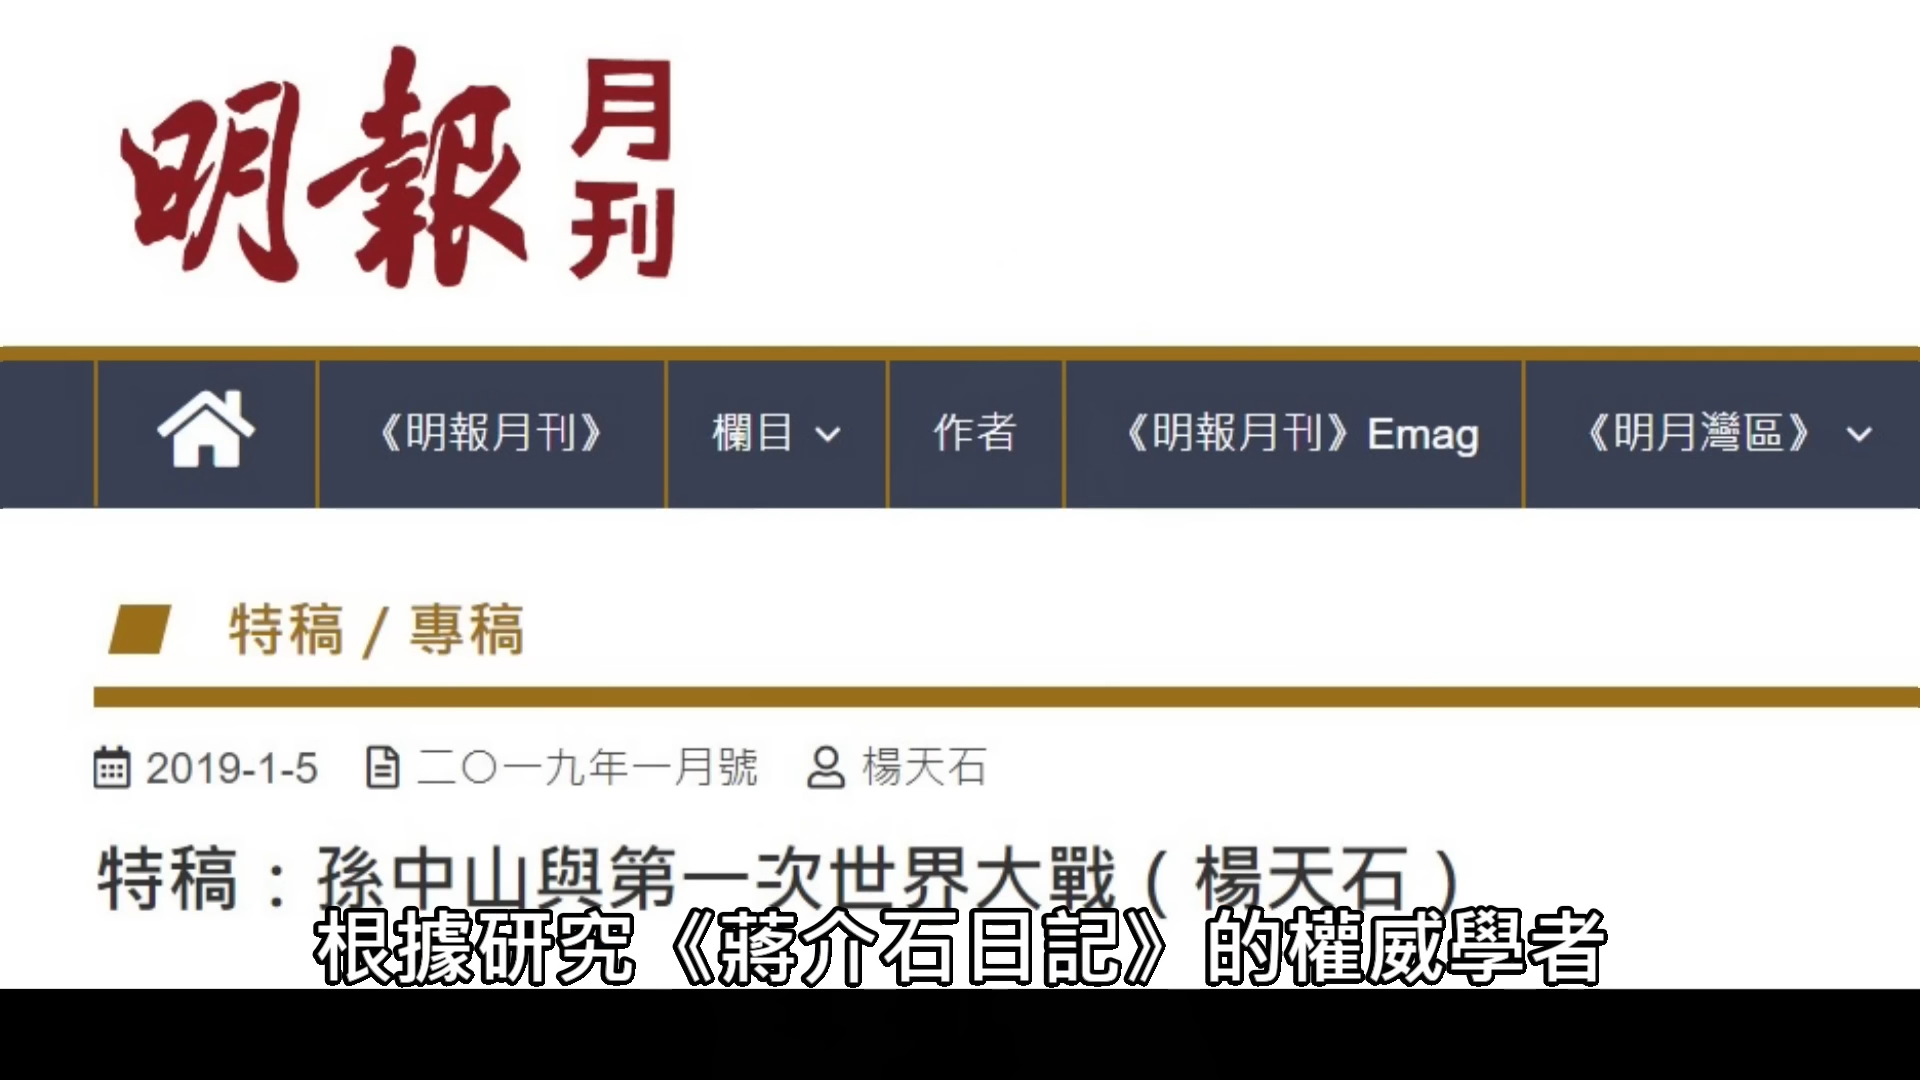 明報月刊
《明報月刊》 欄目 作者 《明報月刊》Emag 《明月灣區》
特稿 / 專稿
2019-1-5 二〇一九年一月號 楊天石
特稿：孫中山與第一次世界大戰（楊天石）
根據研究《蔣介石日記》的權威學者